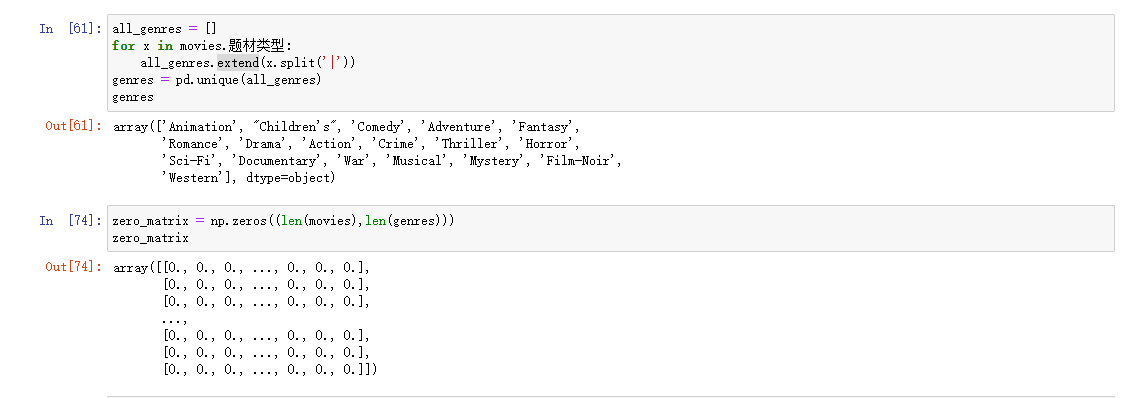 In [61]: all_genres = []
for x in movies.题材类型:
    all_genres.extend(x.split('|'))
genres = pd.unique(all_genres)
genres
Out[61]: array(['Animation', "Children's", 'Comedy', 'Adventure', 'Fantasy',
       'Romance', 'Drama', 'Action', 'Crime', 'Thriller', 'Horror',
       'Sci-Fi', 'Documentary', 'War', 'Musical', 'Mystery', 'Film-Noir',
       'Western'], dtype=object)
In [74]: zero_matrix = np.zeros((len(movies),len(genres)))
zero_matrix
Out[74]: array([[0., 0., 0., ..., 0., 0., 0.],
       [0., 0., 0., ..., 0., 0., 0.],
       [0., 0., 0., ..., 0., 0., 0.],
       ...,
       [0., 0., 0., ..., 0., 0., 0.],
       [0., 0., 0., ..., 0., 0., 0.],
       [0., 0., 0., ..., 0., 0., 0.]])